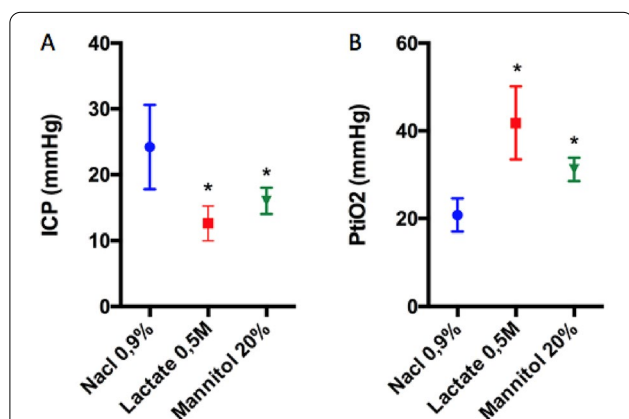 A
B
40
30
20
10
0
ICP (mmHg)
*
*
Nacl 0,9%
Lactate 0,5M
Mannitol 20%
60
40
20
0
PtiO2 (mmHg)
*
*
Nacl 0,9%
Lactate 0,5M
Mannitol 20%